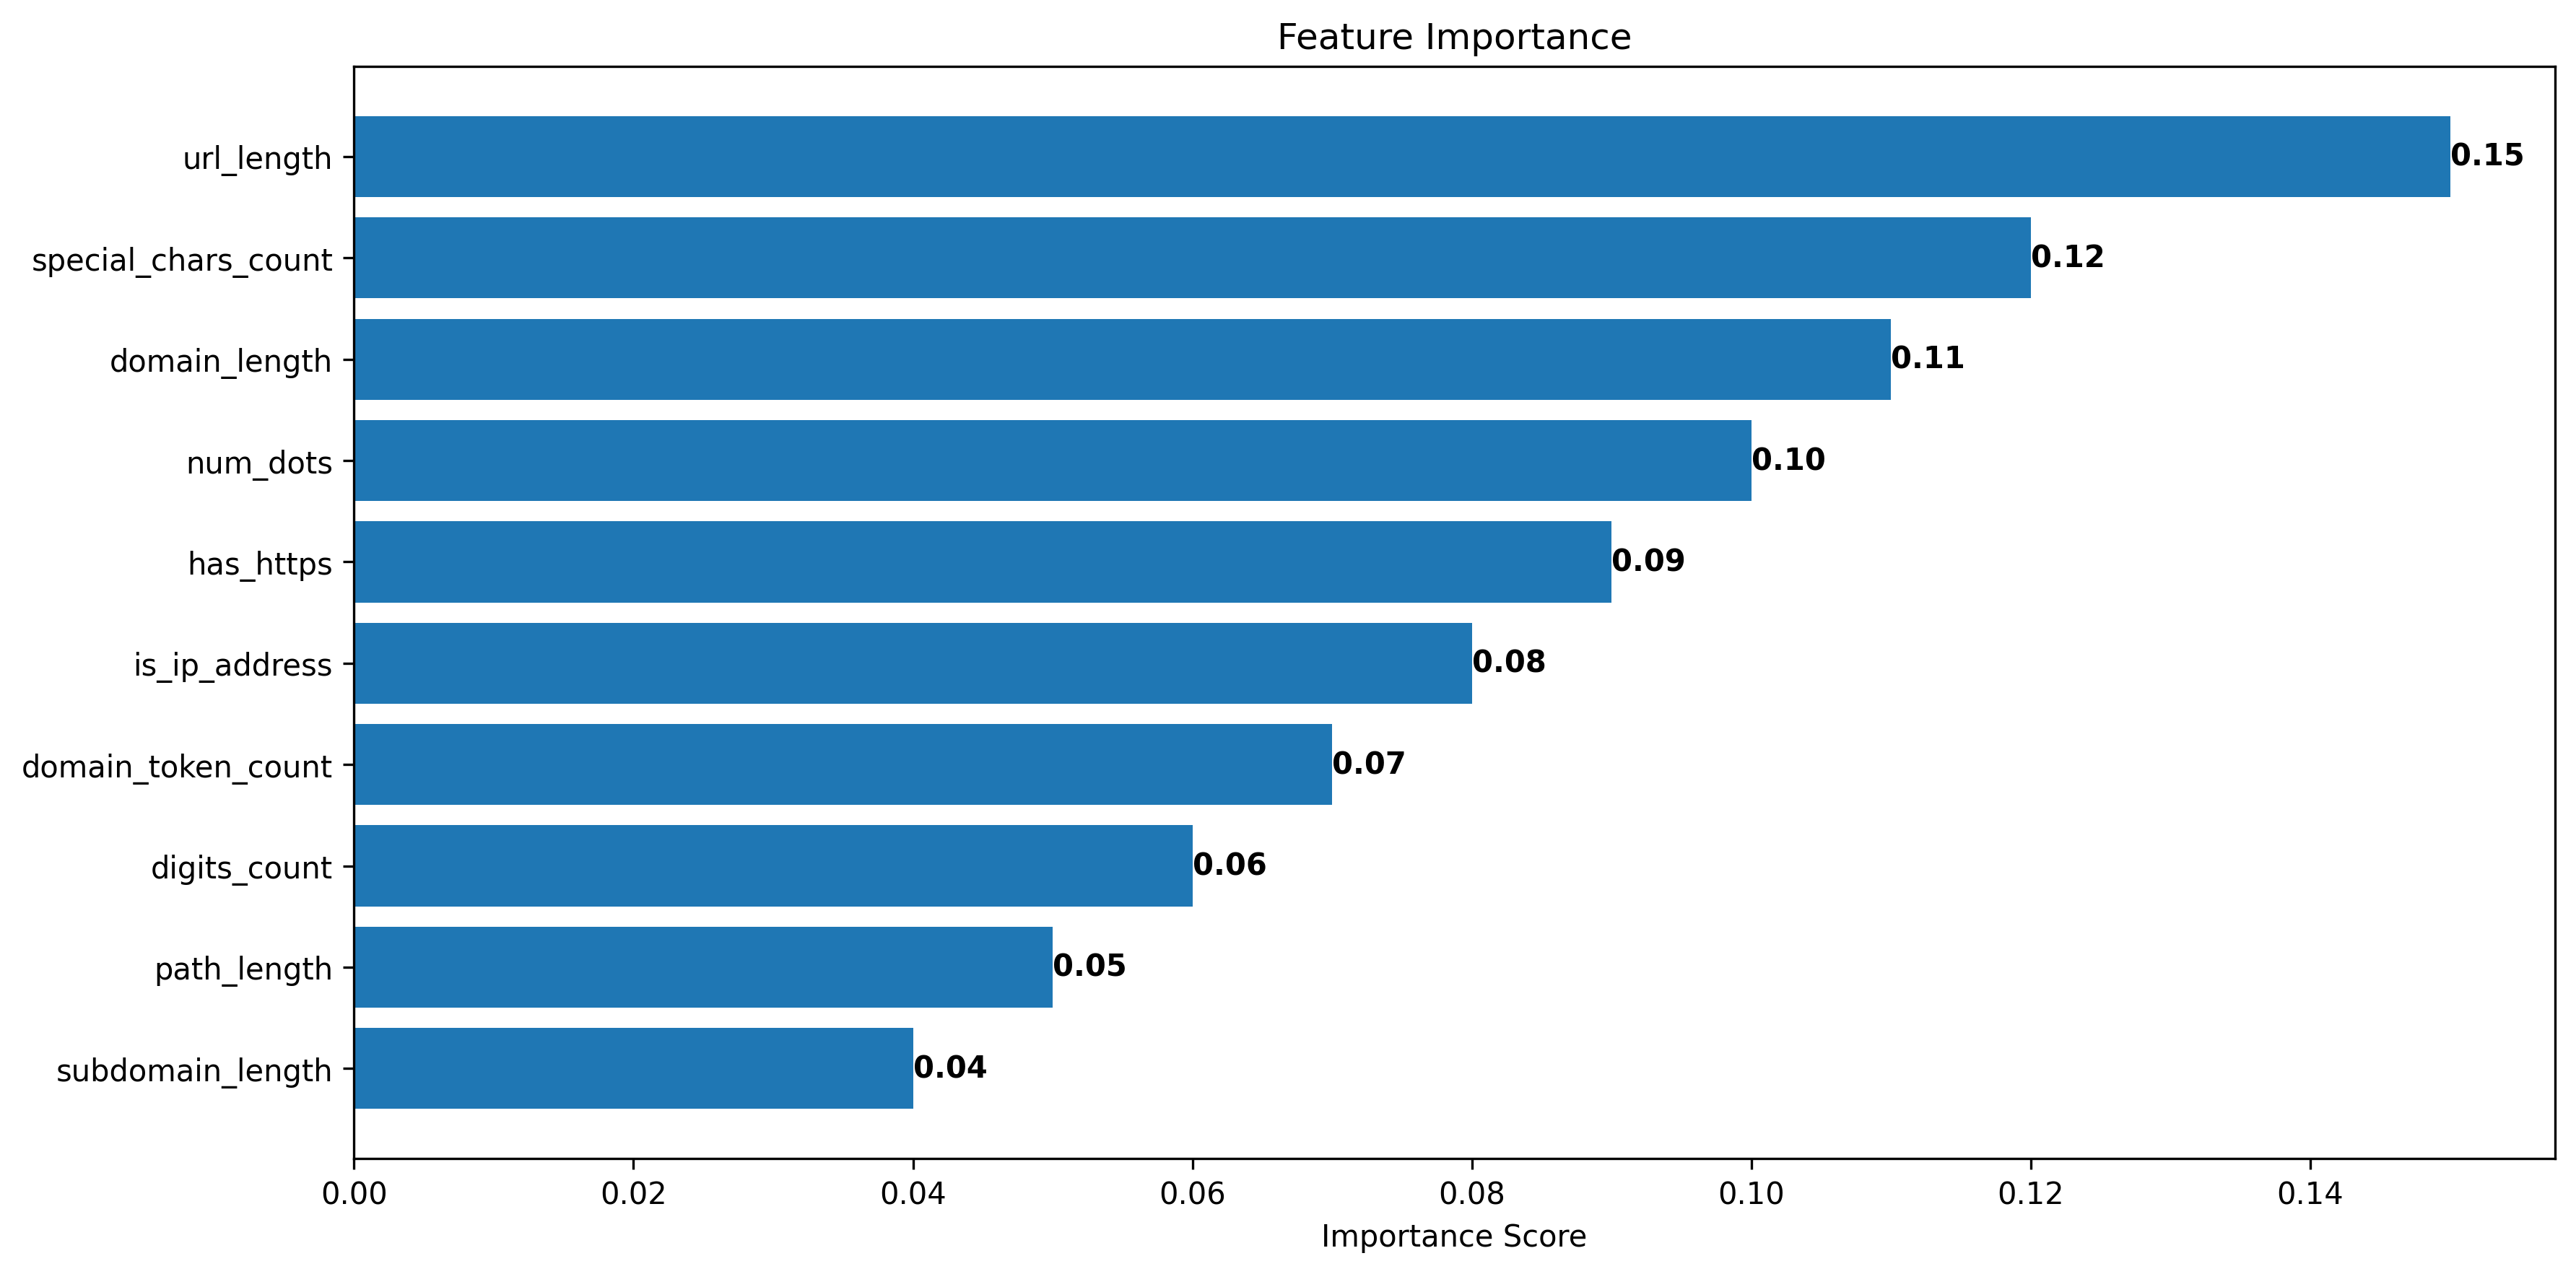 Feature Importance
url_length 0.15
special_chars_count 0.12
domain_length 0.11
num_dots 0.10
has_https 0.09
is_ip_address 0.08
domain_token_count 0.07
digits_count 0.06
path_length 0.05
subdomain_length 0.04
0.00 0.02 0.04 0.06 0.08 0.10 0.12 0.14
Importance Score